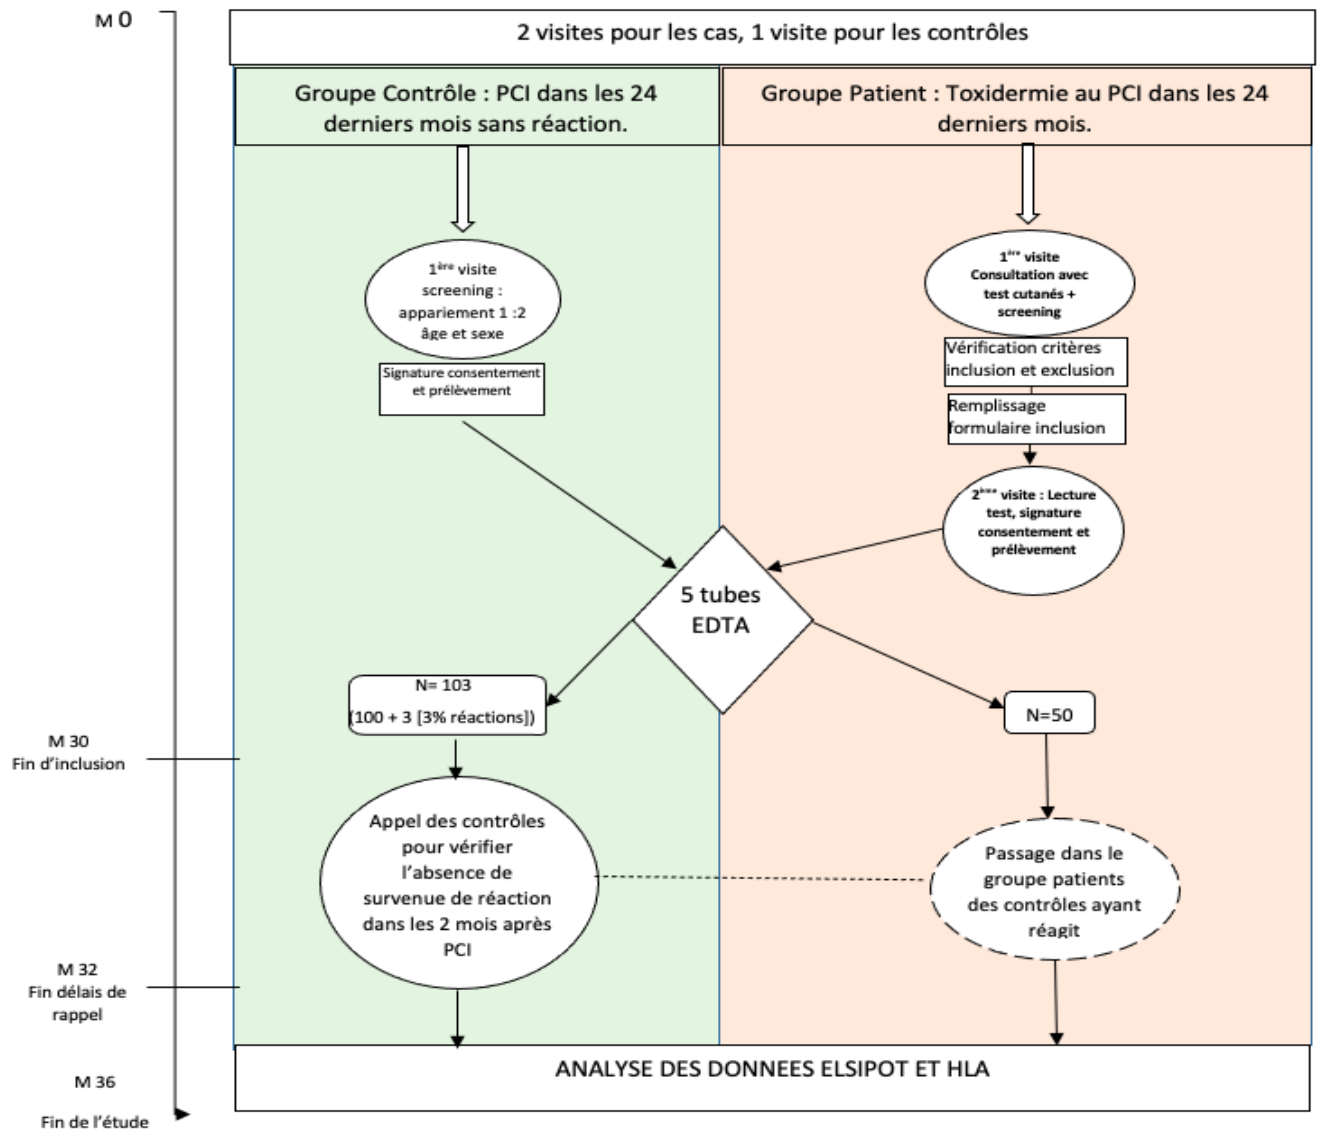 M 0
2 visites pour les cas, 1 visite pour les contrôles
Groupe Contrôle : PCI dans les 24
derniers mois sans réaction.
Groupe Patient : Toxidermie au PCI dans les 24
derniers mois.
1ère visite
screening :
appariement 1 :2
âge et sexe
Signature consentement
et prélèvement
1ère visite
Consultation avec
test cutanés +
screening
Vérification critères
inclusion et exclusion
Remplissage
formulaire inclusion
2ème visite : Lecture
test, signature
consentement et
prélèvement
5 tubes
EDTA
N= 103
(100 + 3 [3% réactions])
N=50
M 30
Fin d’inclusion
Appel des contrôles
pour vérifier
l’absence de
survenue de réaction
dans les 2 mois après
PCI
Passage dans le
groupe patients
des contrôles ayant
réagit
M 32
Fin délais de
rappel
ANALYSE DES DONNEES ELSIPOT ET HLA
M 36
Fin de l’étude